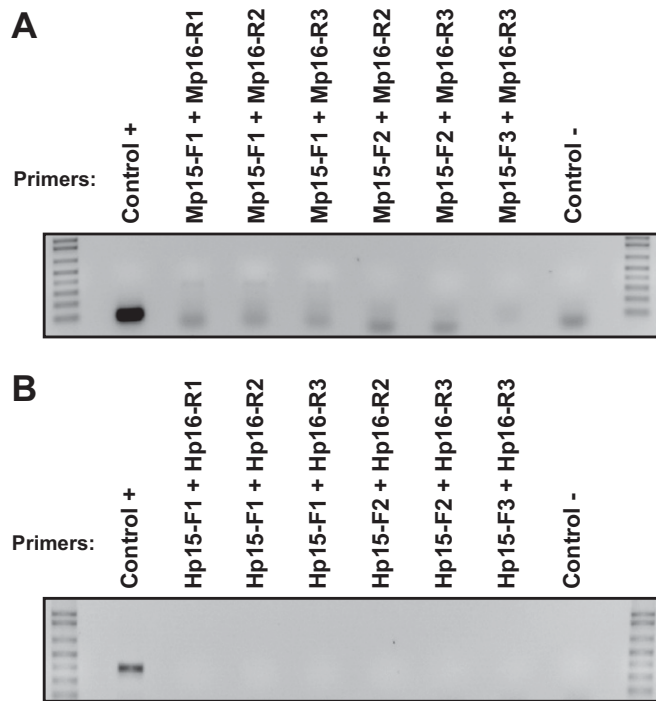 A
Primers:
Control +
Mp15-F1 + Mp16-R1
Mp15-F1 + Mp16-R2
Mp15-F1 + Mp16-R3
Mp15-F2 + Mp16-R2
Mp15-F2 + Mp16-R3
Mp15-F3 + Mp16-R3
Control -
B
Primers:
Control +
Hp15-F1 + Hp16-R1
Hp15-F1 + Hp16-R2
Hp15-F1 + Hp16-R3
Hp15-F2 + Hp16-R2
Hp15-F2 + Hp16-R3
Hp15-F3 + Hp16-R3
Control -